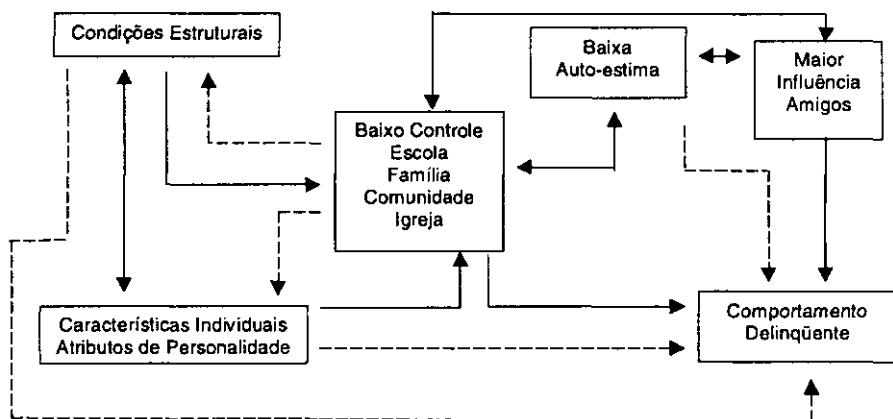 Condições Estruturais
Baixa
Auto-estima
Maior
Influência
Amigos
Baixo Controle
Escola
Família
Comunidade
Igreja
Características Individuais
Atributos de Personalidade
Comportamento
Delinqüente